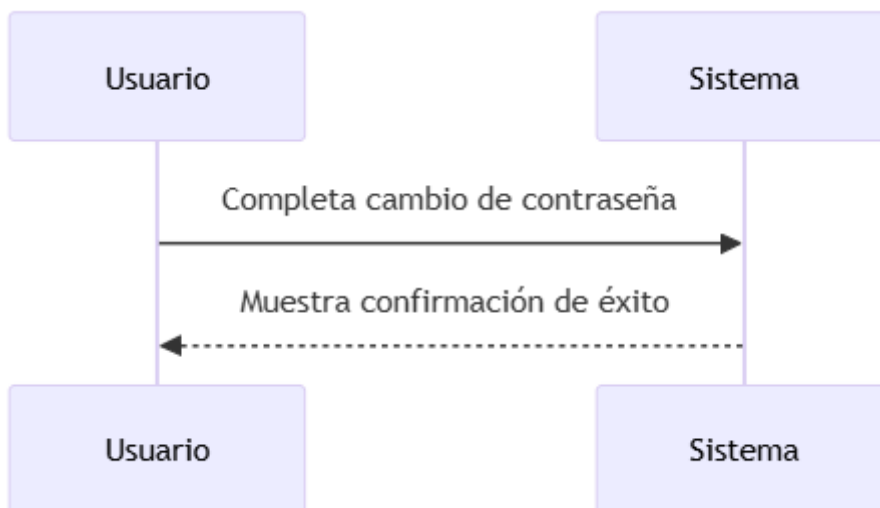 Usuario
Sistema
Completa cambio de contraseña
Muestra confirmación de éxito
Usuario
Sistema